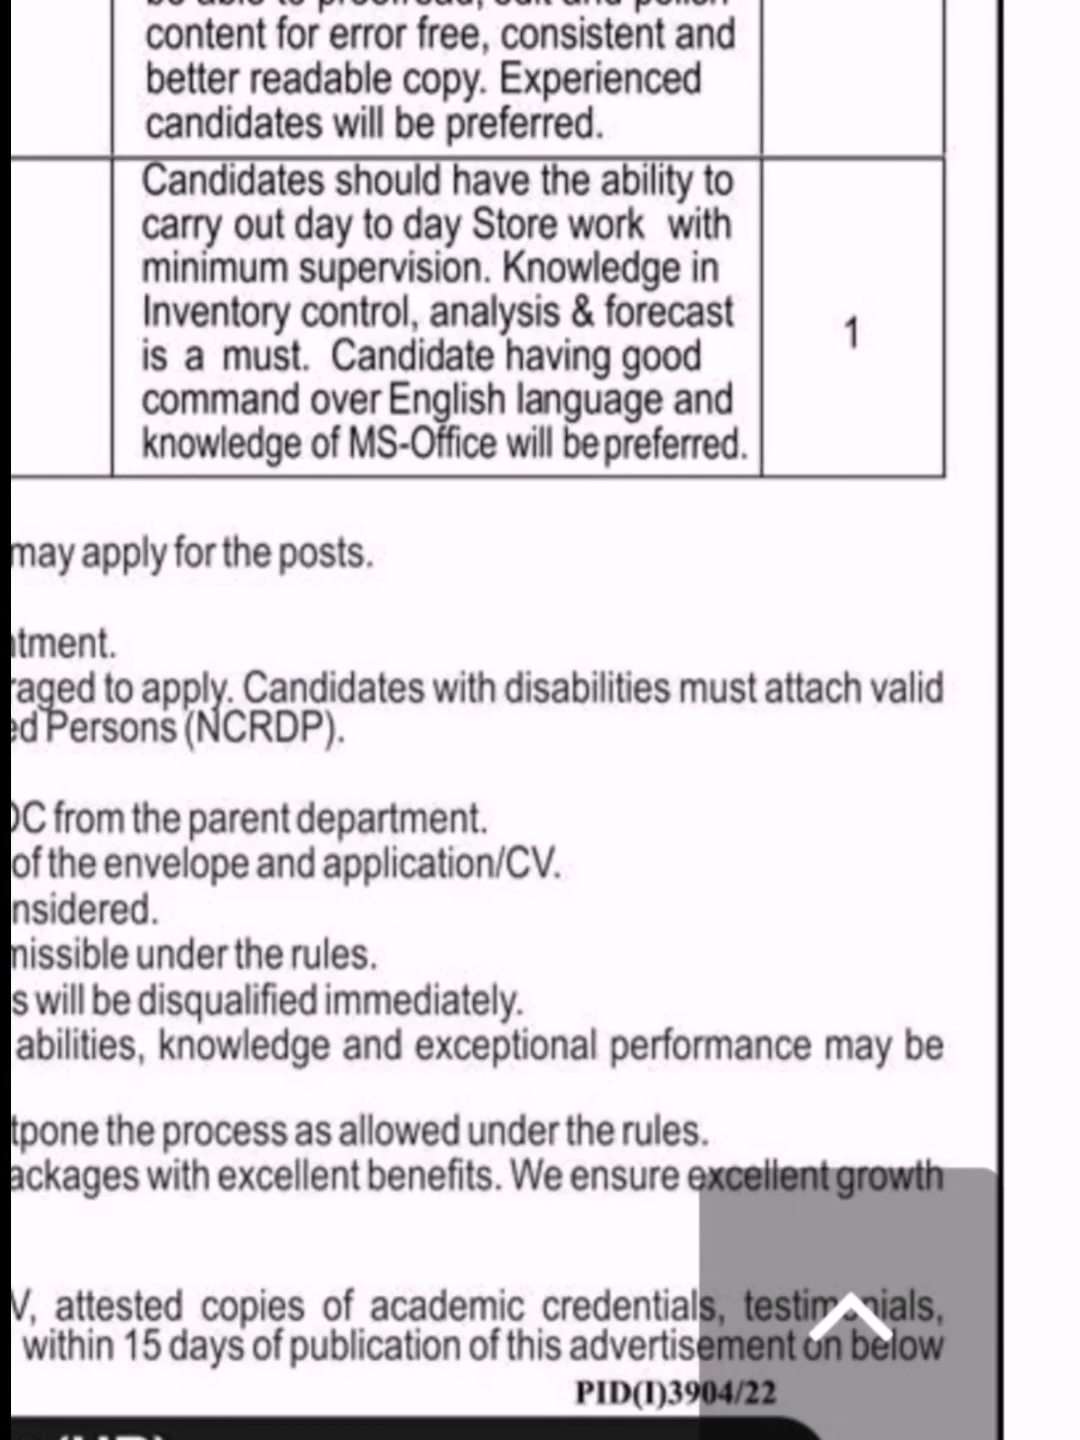 content for error free, consistent and
better readable copy. Experienced
candidates will be preferred.
Candidates should have the ability to
carry out day to day Store work with
minimum supervision. Knowledge in
Inventory control, analysis & forecast
is a must. Candidate having good
command over English language and
knowledge of MS-Office will be preferred.
1
may apply for the posts.
tment.
raged to apply. Candidates with disabilities must attach valid
ed Persons (NCRDP).
OC from the parent department.
of the envelope and application/CV.
nsidered.
missible under the rules.
s will be disqualified immediately.
abilities, knowledge and exceptional performance may be
tpone the process as allowed under the rules.
ackages with excellent benefits. We ensure excellent growth
V, attested copies of academic credentials, testimonials,
within 15 days of publication of this advertisement on below
PID(I)3904/22